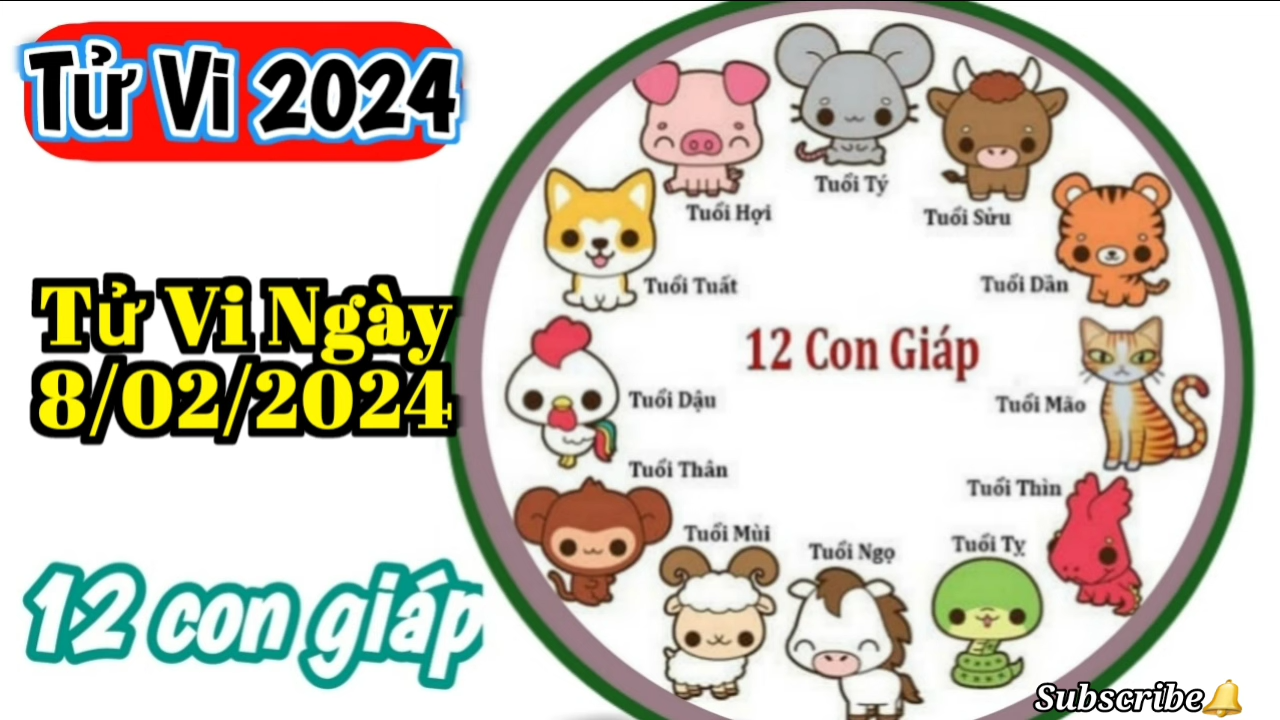 Tử Vi 2024
Tử Vi Ngày
8/02/2024
12 con giáp
Tuổi Tý
Tuổi Sửu
Tuổi Dần
Tuổi Mão
Tuổi Thìn
Tuổi Tỵ
Tuổi Ngọ
Tuổi Mùi
Tuổi Thân
Tuổi Dậu
Tuổi Tuất
Tuổi Hợi
12 Con Giáp
Subscribe